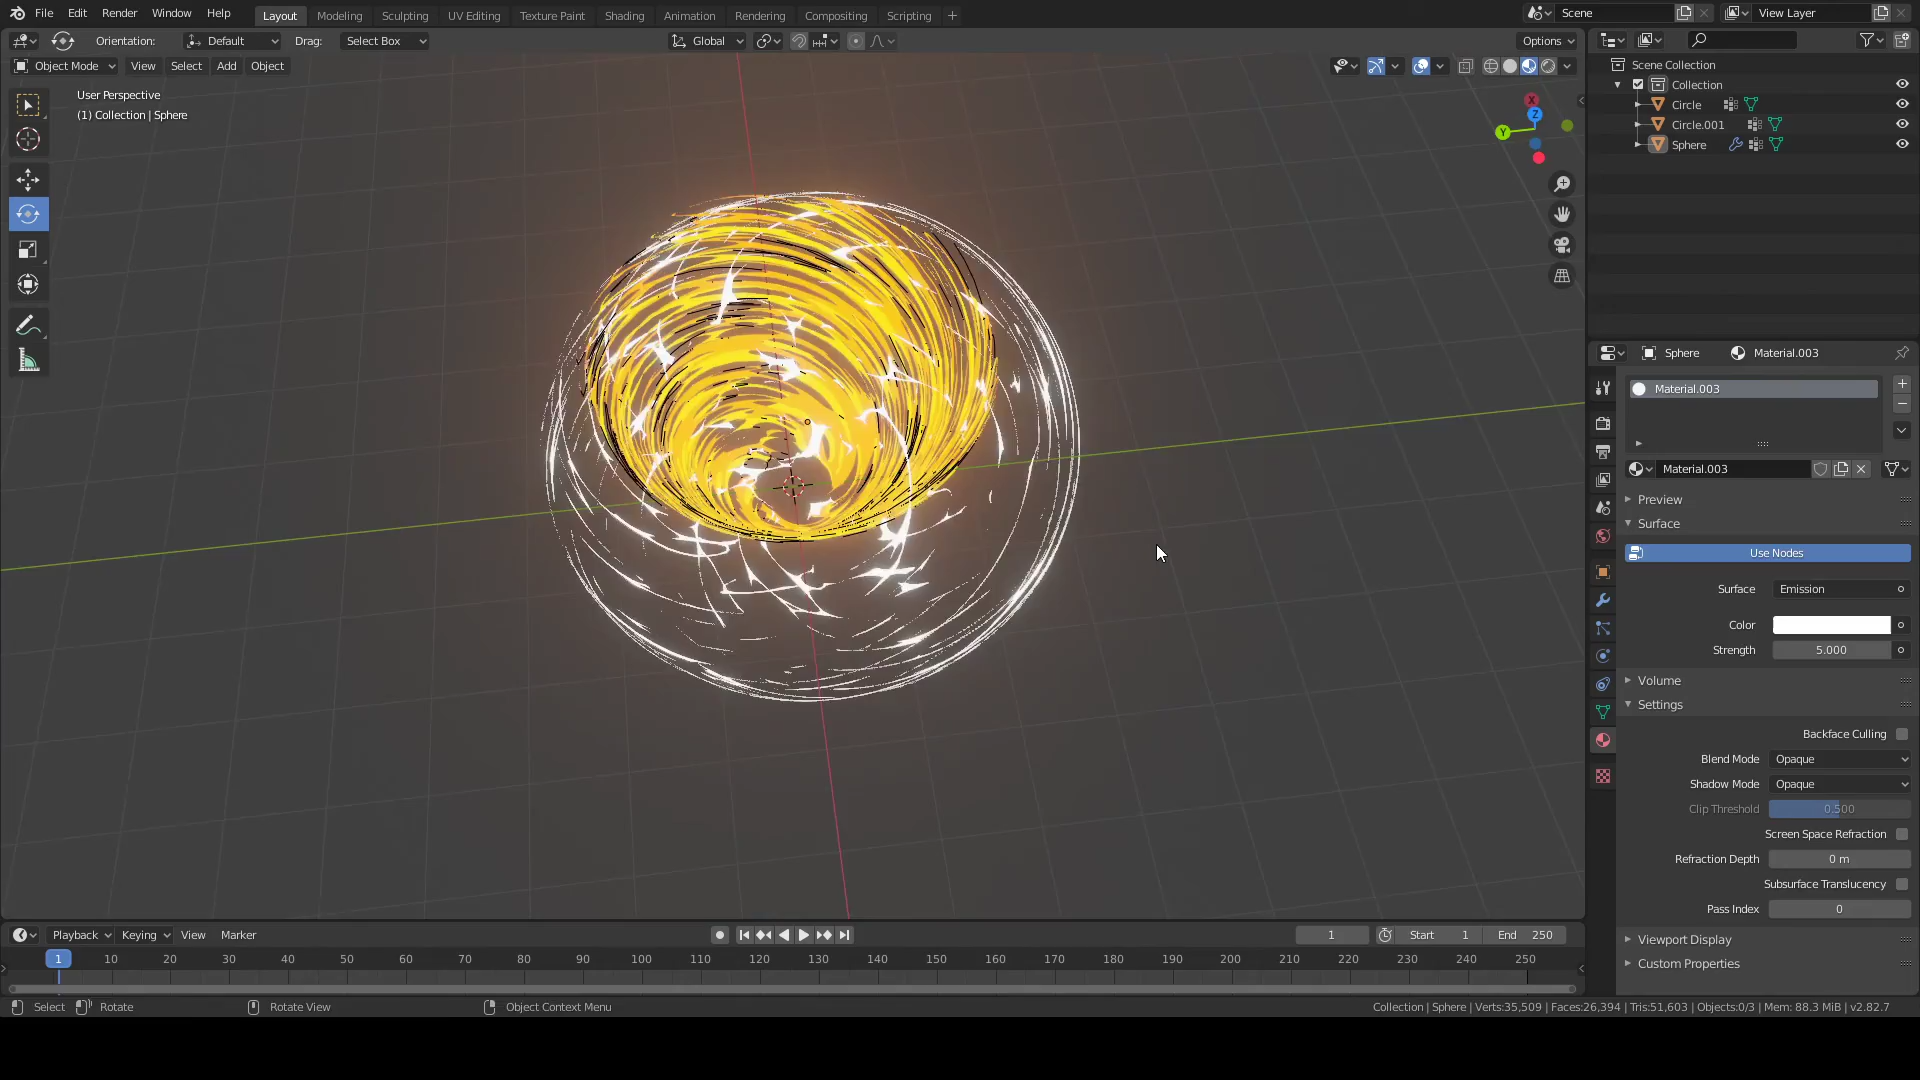 File Edit Render Window Help Layout Modeling Sculpting UV Editing Texture Paint Shading Animation Rendering Compositing Scripting + Scene View Layer
Orientation: Default Drag: Select Box Global Options
Object Mode View Select Add Object
User Perspective
(1) Collection | Sphere
X
Z
Y
Scene Collection
Collection
Circle
Circle.001
Sphere
Sphere Material.003
Material.003
Material.003
Preview
Surface
Use Nodes
Surface Emission
Color
Strength 5.000
Volume
Settings
Backface Culling
Blend Mode Opaque
Shadow Mode Opaque
Clip Threshold 0.500
Screen Space Refraction
Refraction Depth 0 m
Subsurface Translucency
Pass Index 0
Viewport Display
Custom Properties
Playback Keying View Marker 1 Start 1 End 250
1 10 20 30 40 50 60 70 80 90 100 110 120 130 140 150 160 170 180 190 200 210 220 230 240 250
Select Rotate Rotate View Object Context Menu Collection | Sphere | Verts:35,509 | Faces:26,394 | Tris:51,603 | Objects:0/3 | Mem: 88.3 MiB | v2.82.7